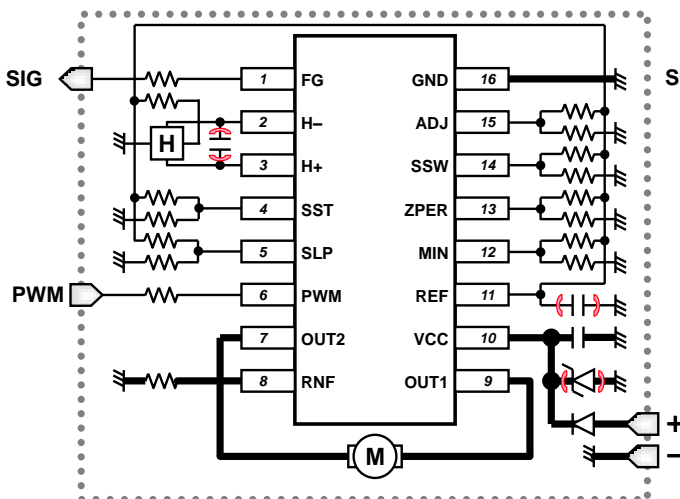 SIG 1 FG GND 16 S
2 H– ADJ 15
H
3 H+ SSW 14
4 SST ZPER 13
5 SLP MIN 12
PWM 6 PWM REF 11
7 OUT2 VCC 10
8 RNF OUT1 9
+
M –